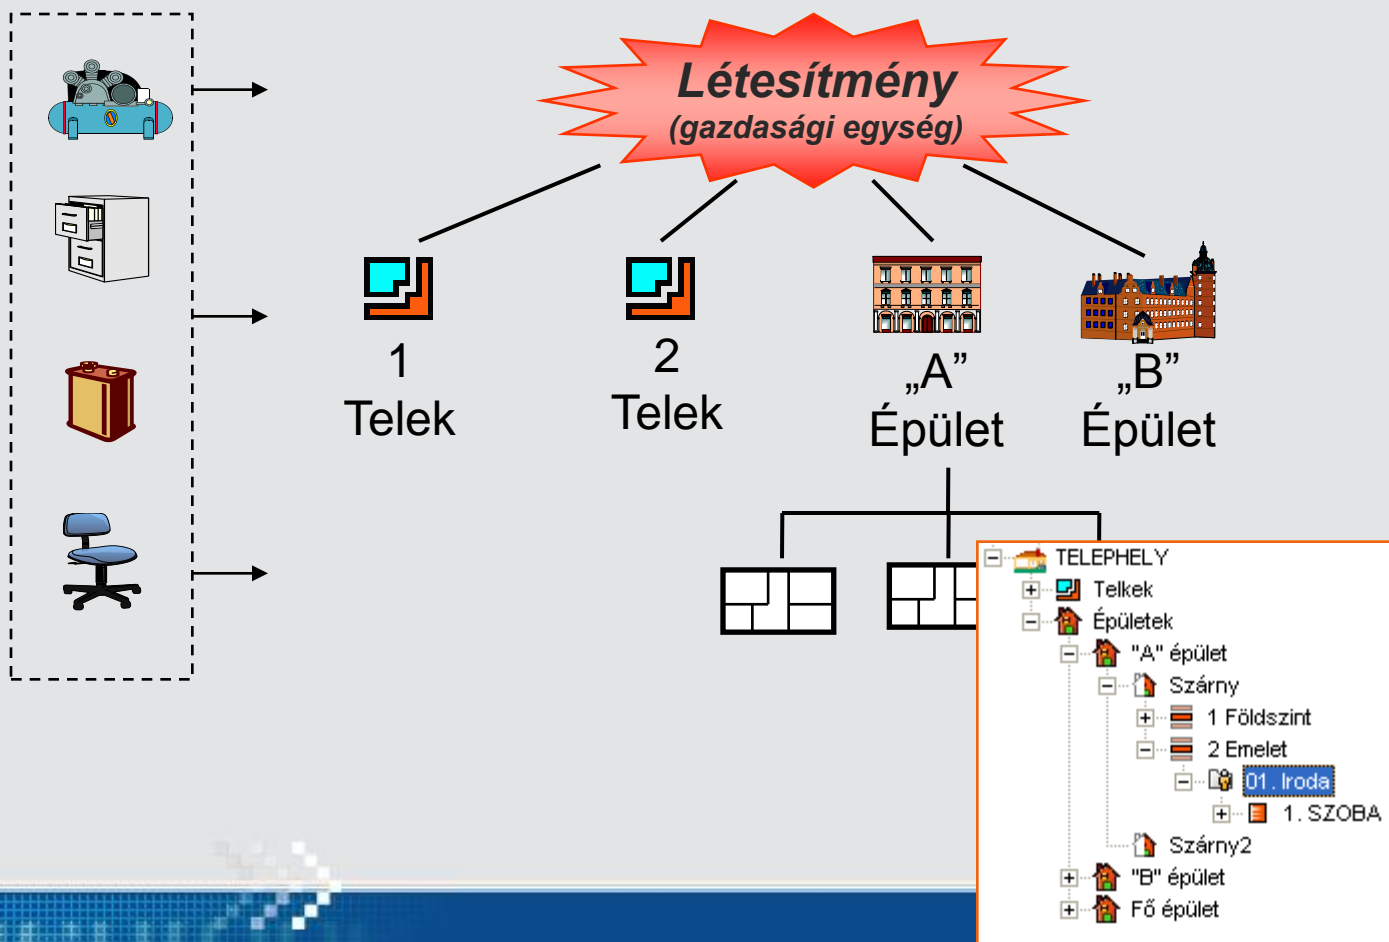 Létesítmény
(gazdasági egység)
1
Telek
2
Telek
„A”
Épület
„B”
Épület
TELEPHELY
Telkek
Épületek
"A" épület
Szárny
1 Földszint
2 Emelet
01. Iroda
1. SZOBA
Szárny2
"B" épület
Fő épület